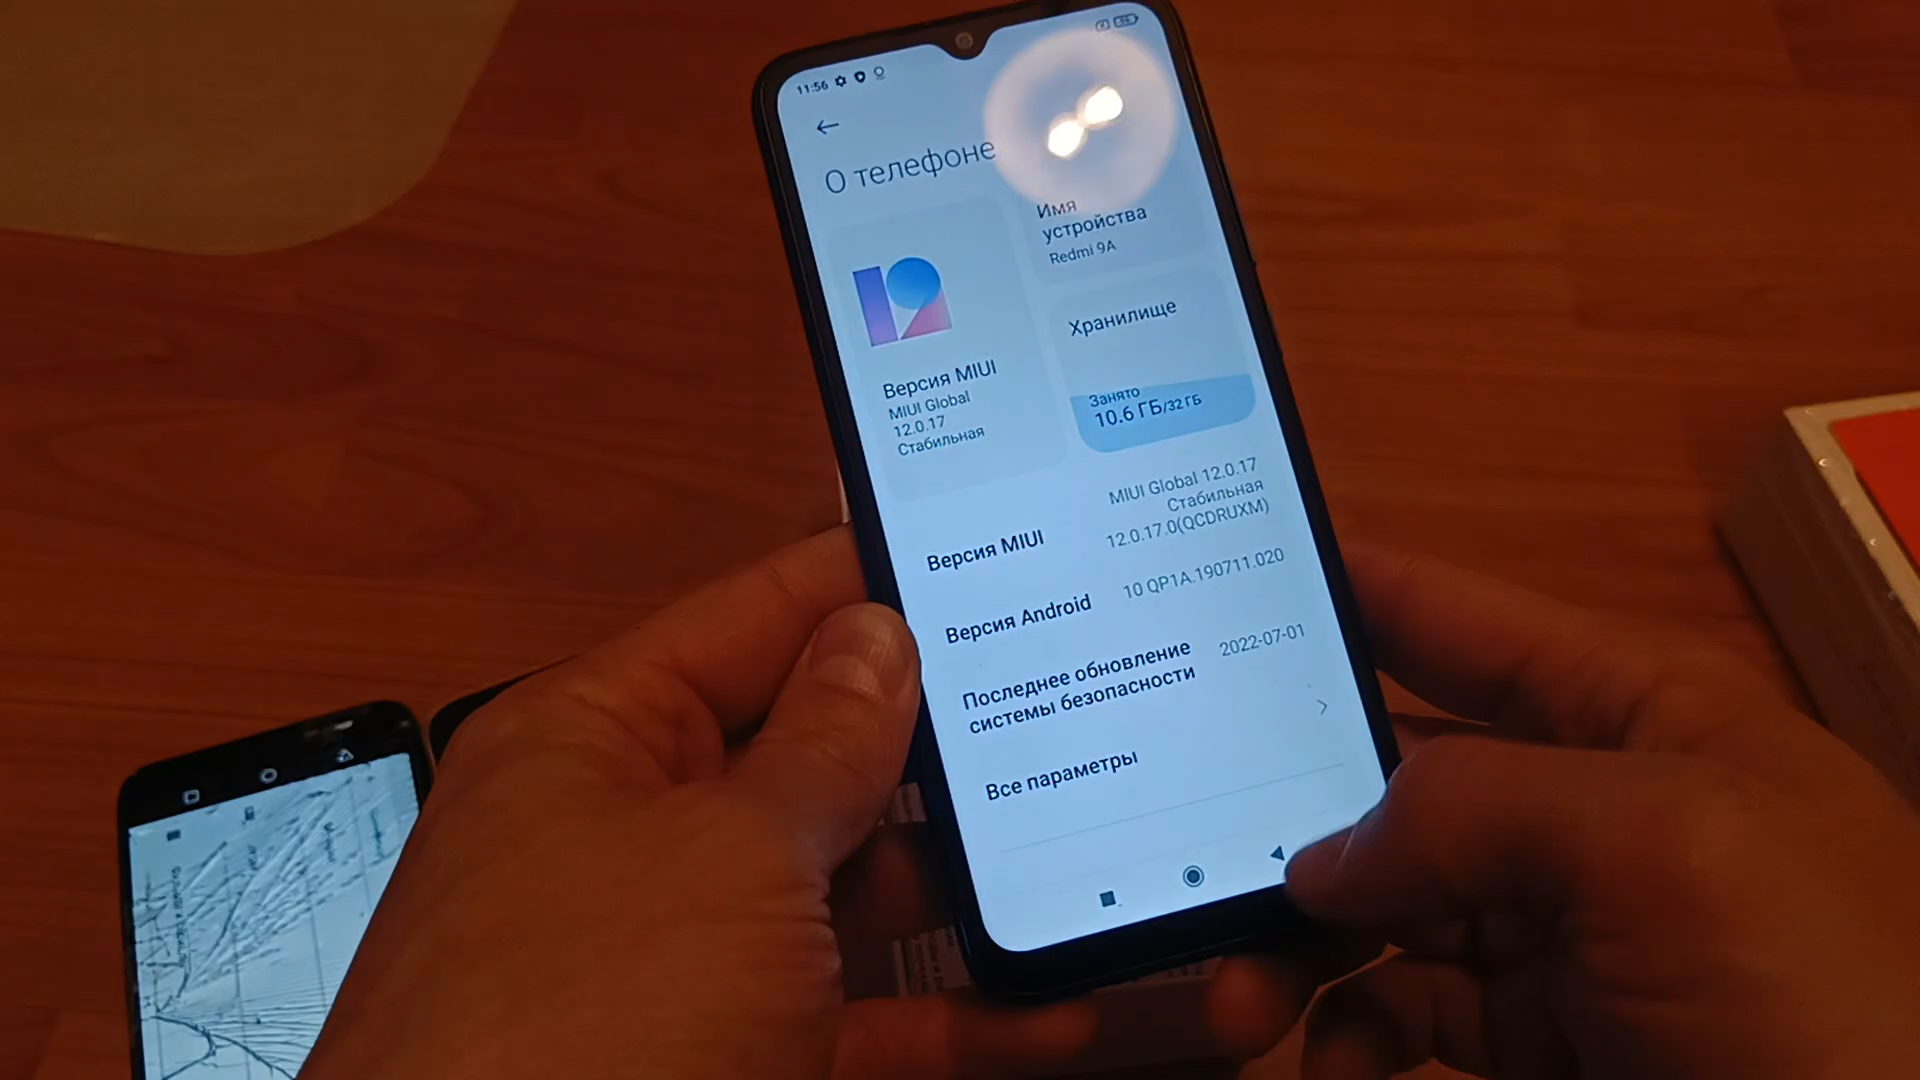 11:56
О телефоне
Имя
устройства
Redmi 9A
12
Версия MIUI
MIUI Global
12.0.17
Стабильная
Хранилище
Занято
10.6 ГБ/32 ГБ
Версия MIUI
MIUI Global 12.0.17
Стабильная
12.0.17.0(QCDRUXM)
Версия Android
10 QP1A.190711.020
Последнее обновление
системы безопасности
2022-07-01
Все параметры